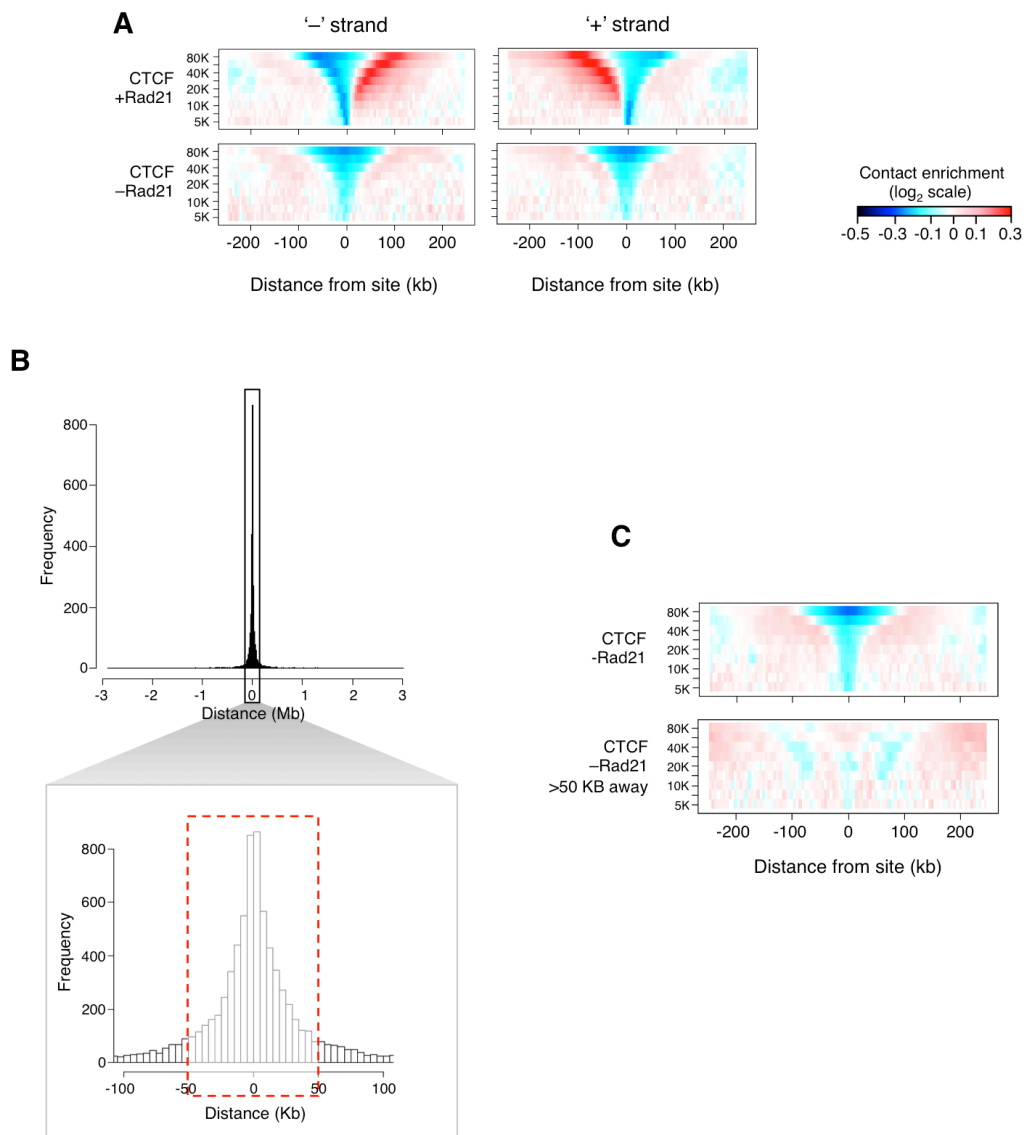 A
‘–’ strand
‘+’ strand
CTCF
+Rad21
80K
40K
20K
10K
5K
CTCF
–Rad21
80K
40K
20K
10K
5K
-200 -100 0 100 200
-200 -100 0 100 200
Distance from site (kb)
Distance from site (kb)
Contact enrichment
(log2 scale)
-0.5 -0.3 -0.1 0 0.1 0.3
B
800
600
400
200
0
Frequency
-3 -2 -1 0 1 2 3
Distance (Mb)
800
600
400
200
0
Frequency
-100 -50 0 50 100
Distance (Kb)
C
CTCF
-Rad21
80K
40K
20K
10K
5K
CTCF
–Rad21
>50 KB away
80K
40K
20K
10K
5K
-200 -100 0 100 200
Distance from site (kb)